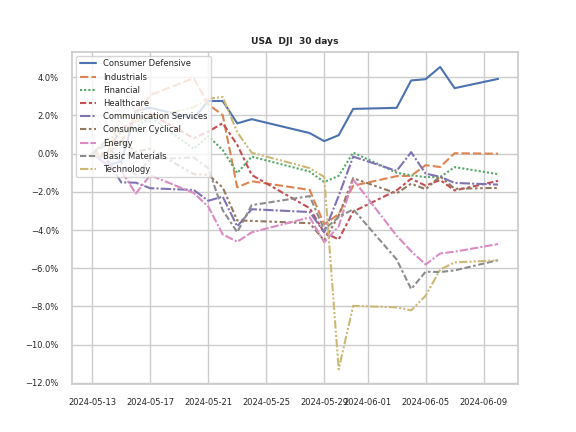 USA DJI 30 days
Consumer Defensive
Industrials
Financial
Healthcare
Communication Services
Consumer Cyclical
Energy
Basic Materials
Technology
4.0%
2.0%
0.0%
−2.0%
−4.0%
−6.0%
−8.0%
−10.0%
−12.0%
2024-05-13 2024-05-17 2024-05-21 2024-05-25 2024-05-29 2024-06-01 2024-06-05 2024-06-09